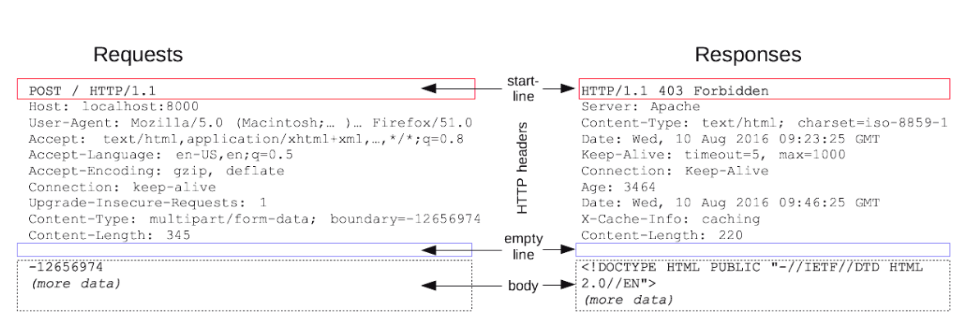 Requests
POST / HTTP/1.1
Host: localhost:8000
User-Agent: Mozilla/5.0 (Macintosh;… )… Firefox/51.0
Accept: text/html,application/xhtml+xml,…,*/*;q=0.8
Accept-Language: en-US,en;q=0.5
Accept-Encoding: gzip, deflate
Connection: keep-alive
Upgrade-Insecure-Requests: 1
Content-Type: multipart/form-data; boundary=-12656974
Content-Length: 345
-12656974
(more data)
start-
line
HTTP headers
empty
line
body
Responses
HTTP/1.1 403 Forbidden
Server: Apache
Content-Type: text/html; charset=iso-8859-1
Date: Wed, 10 Aug 2016 09:23:25 GMT
Keep-Alive: timeout=5, max=1000
Connection: Keep-Alive
Age: 3464
Date: Wed, 10 Aug 2016 09:46:25 GMT
X-Cache-Info: caching
Content-Length: 220
<!DOCTYPE HTML PUBLIC "-//IETF//DTD HTML
2.0//EN">
(more data)